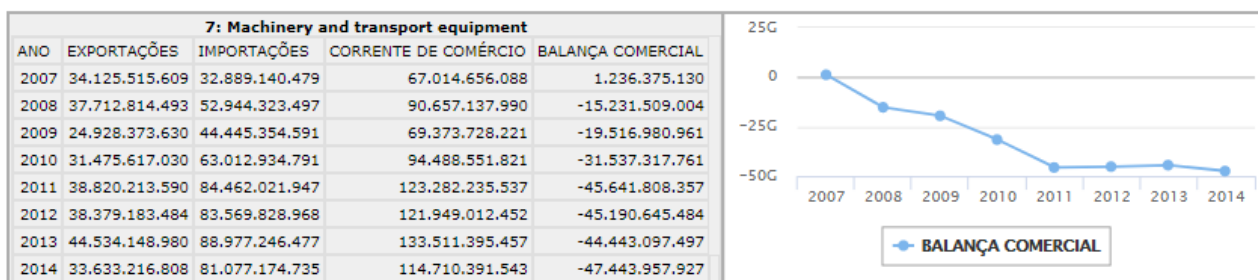 7: Machinery and transport equipment
ANO EXPORTAÇÕES IMPORTAÇÕES CORRENTE DE COMÉRCIO BALANÇA COMERCIAL
2007 34.125.515.609 32.889.140.479 67.014.656.088 1.236.375.130
2008 37.712.814.493 52.944.323.497 90.657.137.990 -15.231.509.004
2009 24.928.373.630 44.445.354.591 69.373.728.221 -19.516.980.961
2010 31.475.617.030 63.012.934.791 94.488.551.821 -31.537.317.761
2011 38.820.213.590 84.462.021.947 123.282.235.537 -45.641.808.357
2012 38.379.183.484 83.569.828.968 121.949.012.452 -45.190.645.484
2013 44.534.148.980 88.977.246.477 133.511.395.457 -44.443.097.497
2014 33.633.216.808 81.077.174.735 114.710.391.543 -47.443.957.927
25G
0
-25G
-50G
2007 2008 2009 2010 2011 2012 2013 2014
BALANÇA COMERCIAL